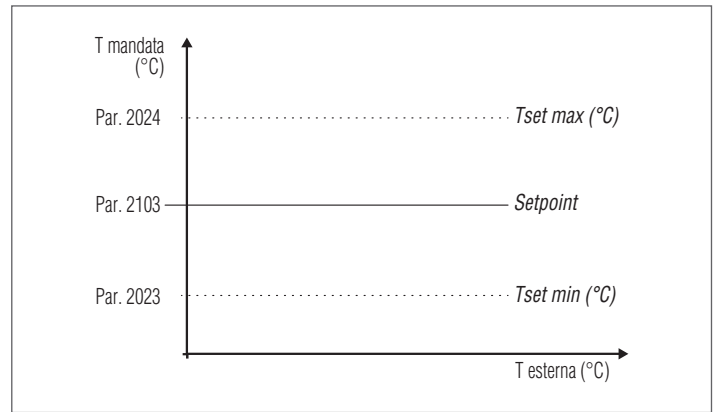 T mandata
(°C)
Par. 2024
Tset max (°C)
Par. 2103
Setpoint
Par. 2023
Tset min (°C)
T esterna (°C)